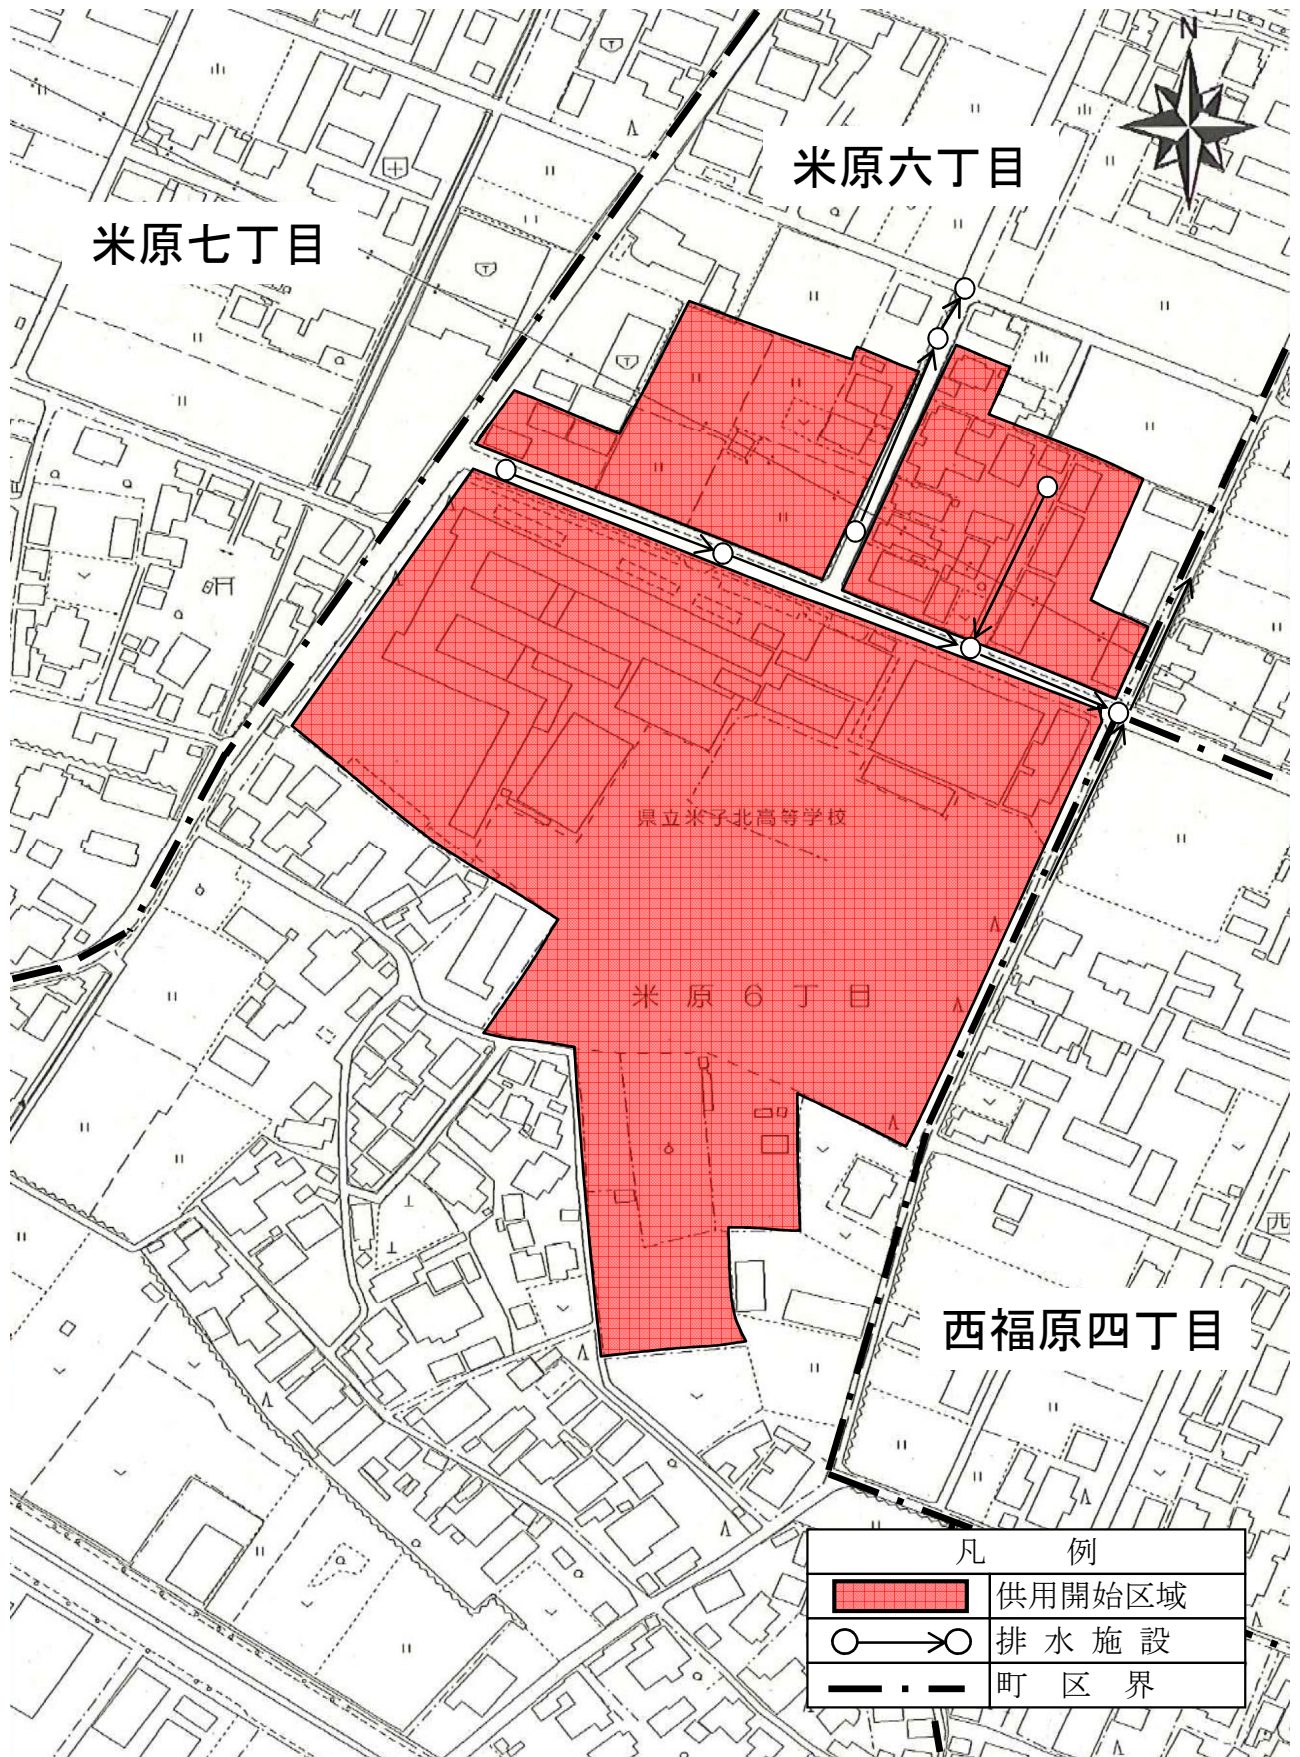 N
米原六丁目
米原七丁目
県立米子北高等学校
米原6丁目
西
西福原四丁目
凡例
供用開始区域
排水施設
町区界